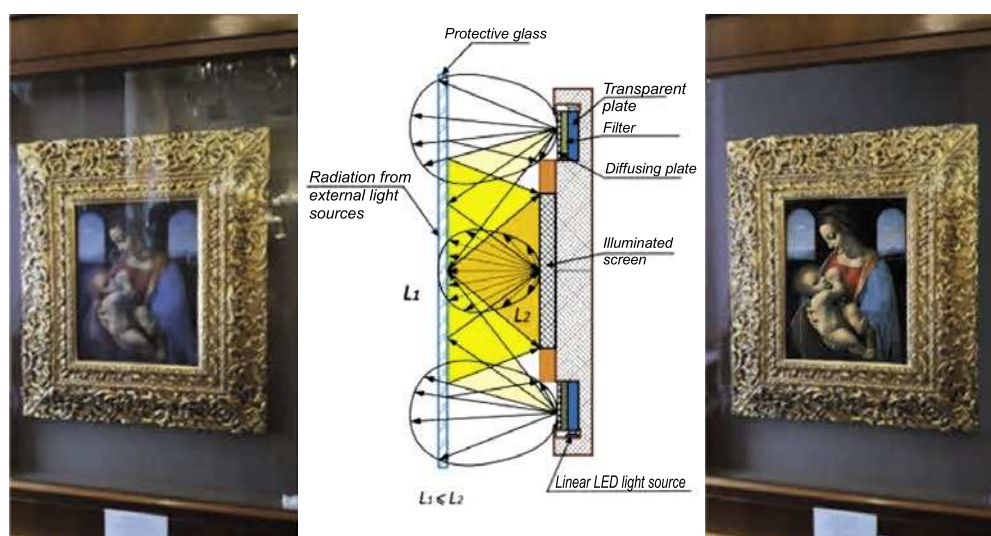 Protective glass
Transparent
plate
Filter
Diffusing plate
Radiation from
external light
sources
Illuminated
screen
L1
L2
Linear LED light source
L1 ⩽ L2